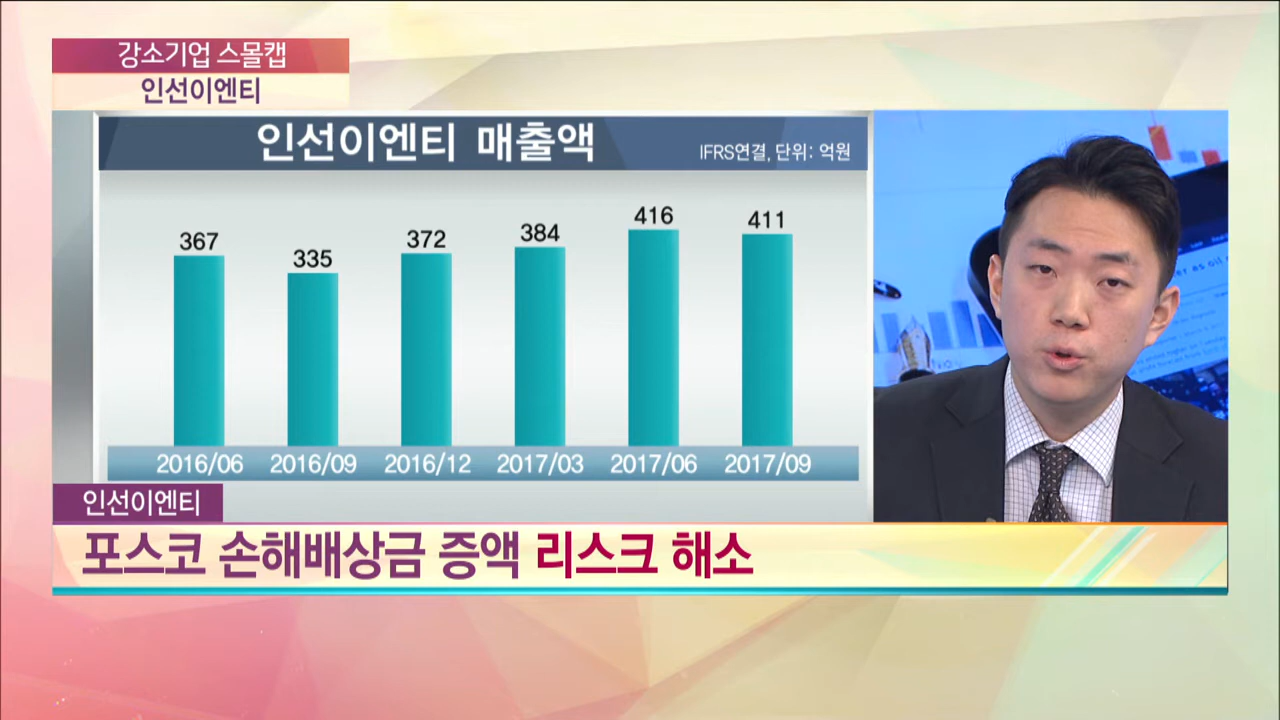 강소기업 스몰캡
인선이엔티
인선이엔티 매출액
IFRS연결, 단위: 억원
367
335
372
384
416
411
2016/06
2016/09
2016/12
2017/03
2017/06
2017/09
인선이엔티
포스코 손해배상금 증액 리스크 해소